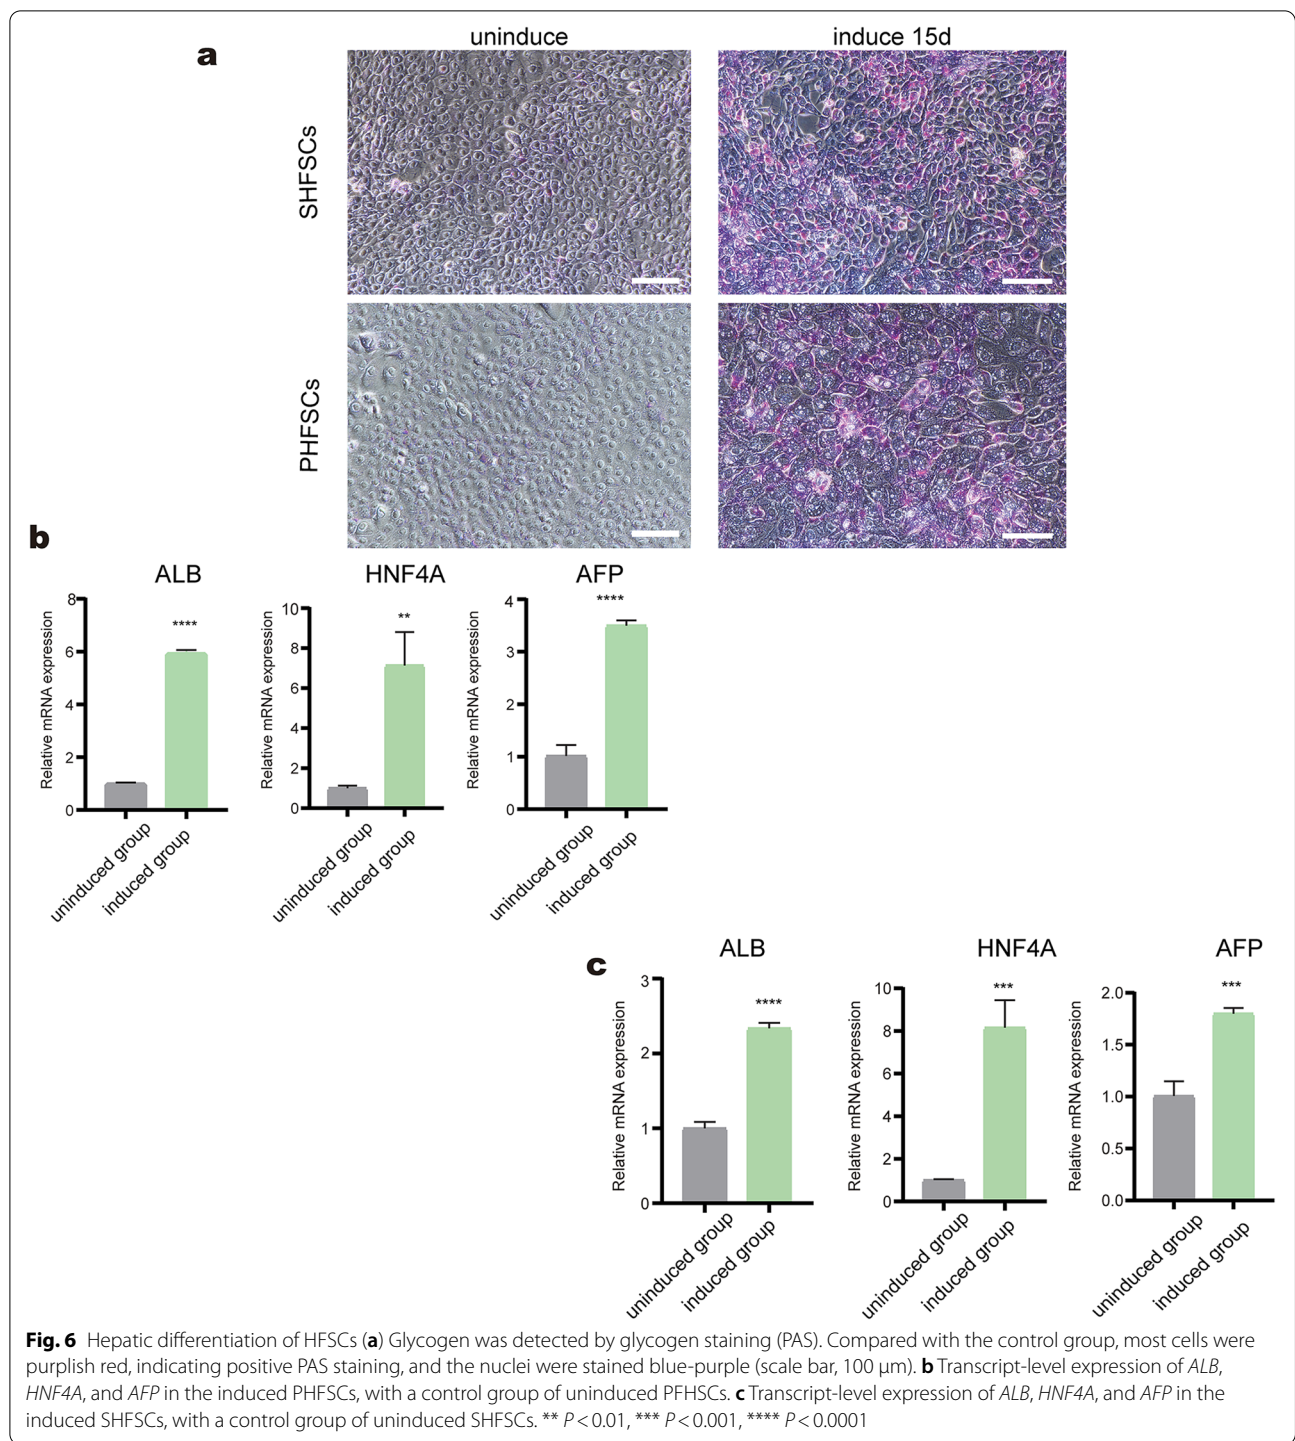 a
uninduce
induce 15d
SHFSCs
PHFSCs
b
ALB
HNF4A
AFP
Relative mRNA expression
8
6
4
2
0
****
uninduced group
induced group
Relative mRNA expression
10
8
6
4
2
0
**
uninduced group
induced group
Relative mRNA expression
4
3
2
1
0
****
uninduced group
induced group
c
ALB
HNF4A
AFP
Relative mRNA expression
3
2
1
0
****
uninduced group
induced group
Relative mRNA expression
10
8
6
4
2
0
***
uninduced group
induced group
Relative mRNA expression
2.0
1.5
1.0
0.5
0.0
***
uninduced group
induced group
Fig. 6 Hepatic differentiation of HFSCs (a) Glycogen was detected by glycogen staining (PAS). Compared with the control group, most cells were
purplish red, indicating positive PAS staining, and the nuclei were stained blue-purple (scale bar, 100 μm). b Transcript-level expression of ALB,
HNF4A, and AFP in the induced PHFSCs, with a control group of uninduced PFHSCs. c Transcript-level expression of ALB, HNF4A, and AFP in the
induced SHFSCs, with a control group of uninduced SHFSCs. ** P < 0.01, *** P < 0.001, **** P < 0.0001